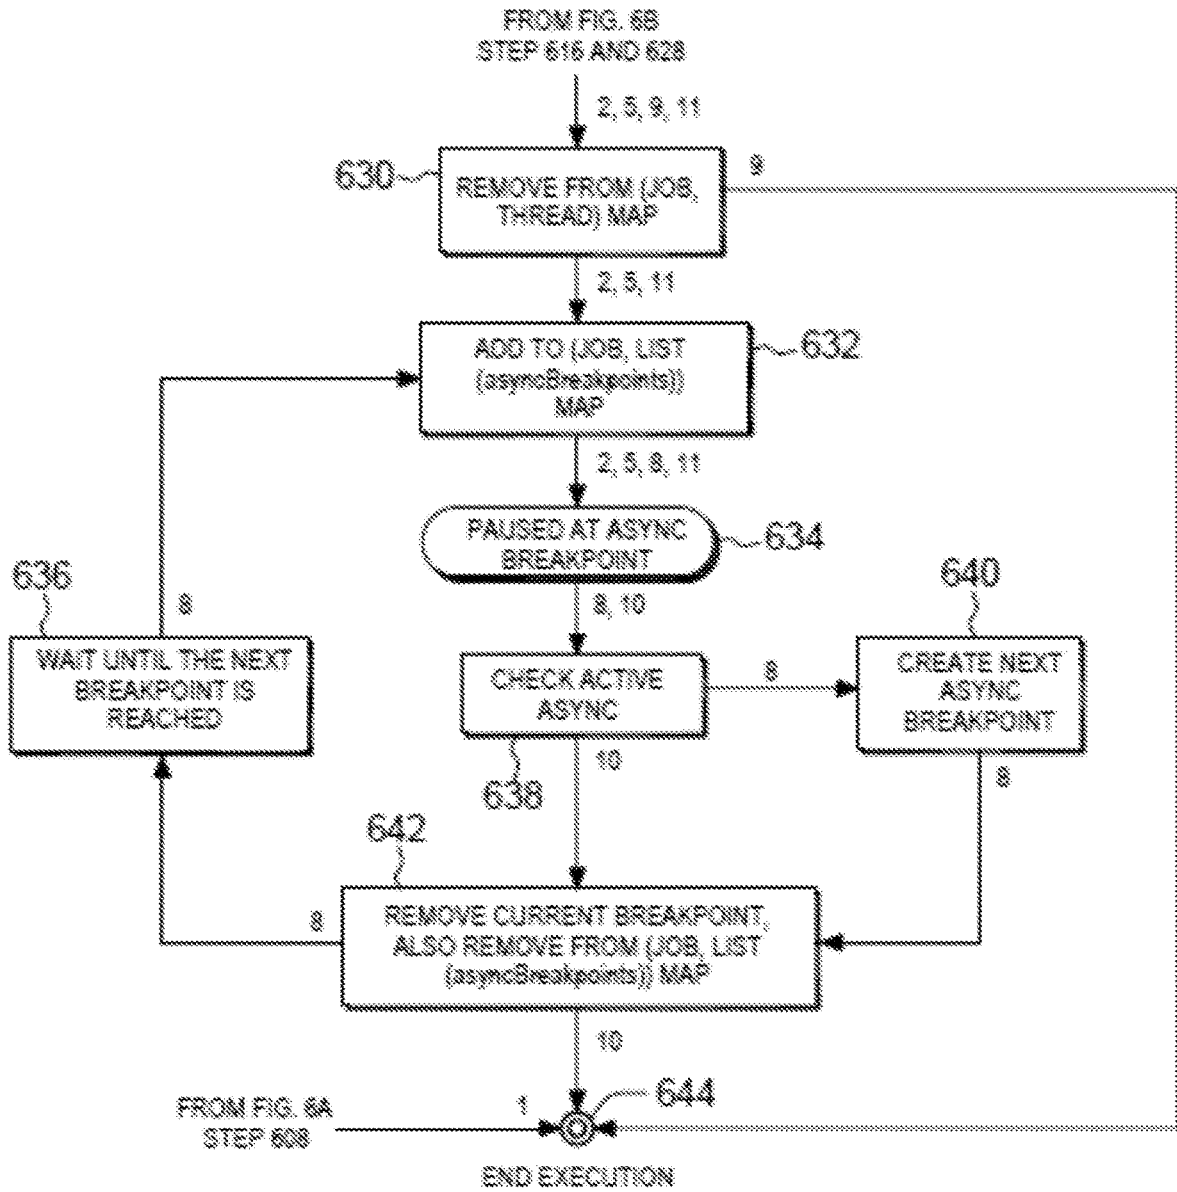 FROM FIG. 6B
STEP 616 AND 628
2, 5, 9, 11
630
REMOVE FROM (JOB,
THREAD) MAP
9
2, 5, 11
ADD TO (JOB, LIST
(asyncBreakpoints))
MAP
632
2, 5, 8, 11
PAUSED AT ASYNC
BREAKPOINT
634
636
8
8, 10
640
WAIT UNTIL THE NEXT
BREAKPOINT IS
REACHED
CHECK ACTIVE
ASYNC
8
CREATE NEXT
ASYNC
BREAKPOINT
638
10
8
642
8
REMOVE CURRENT BREAKPOINT,
ALSO REMOVE FROM (JOB, LIST
(asyncBreakpoints)) MAP
10
FROM FIG. 6A
STEP 608
1
644
END EXECUTION